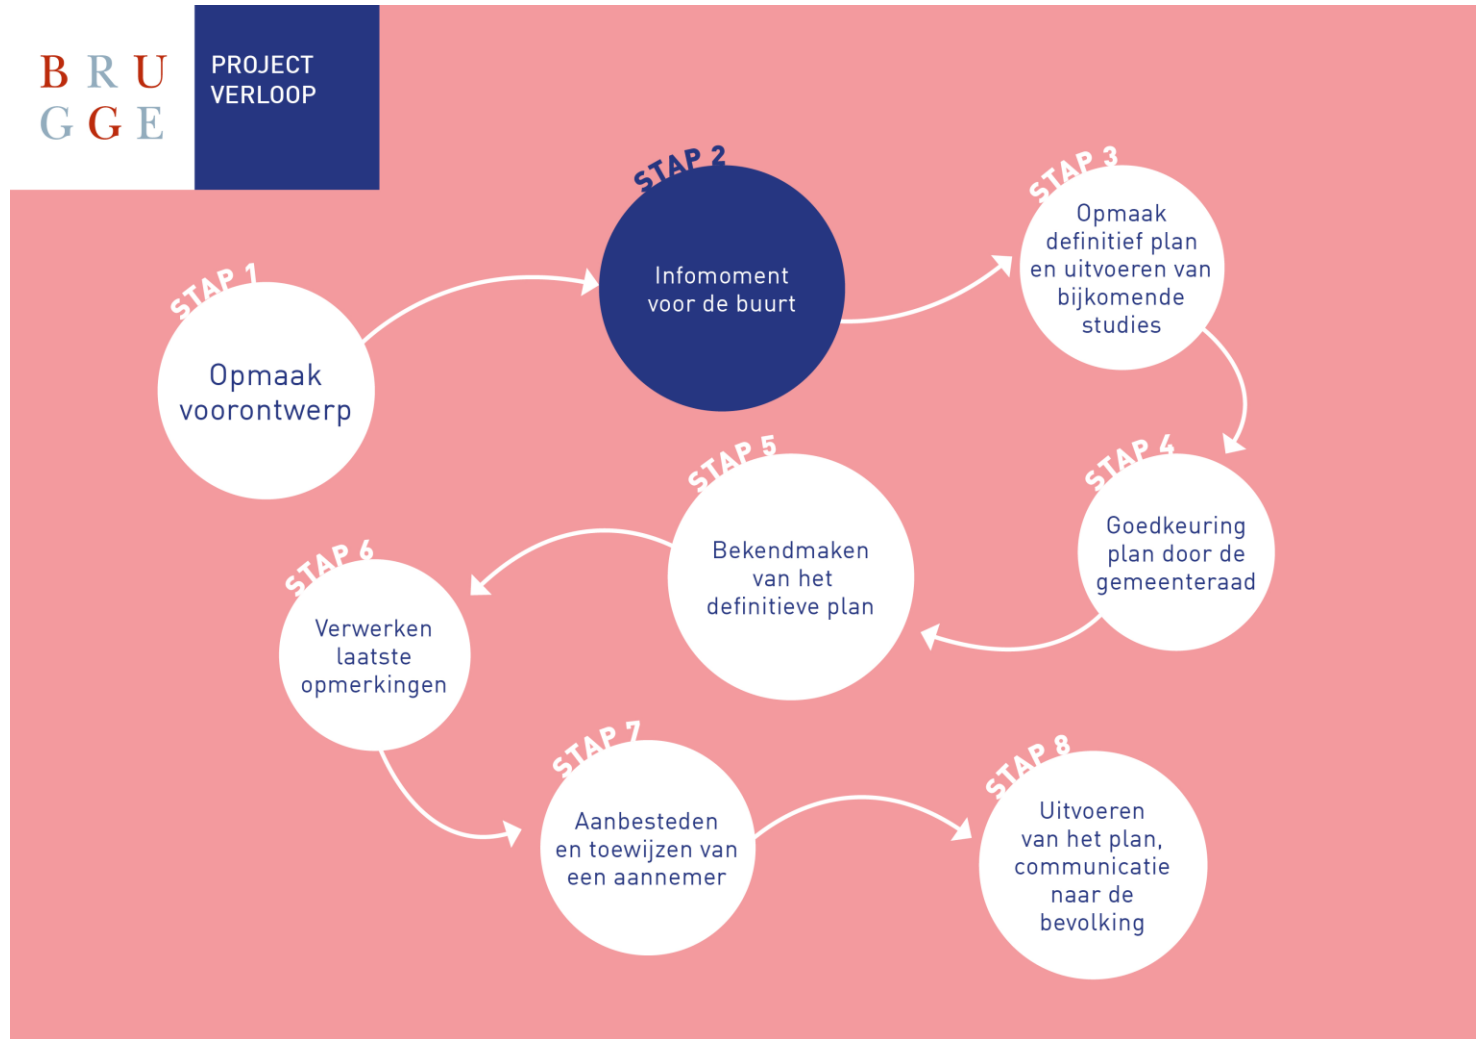 BRU
GGE
PROJECT
VERLOOP
STAP 1
Opmaak
voorontwerp
STAP 2
Infomoment
voor de buurt
STAP 3
Opmaak
definitief plan
en uitvoeren van
bijkomende
studies
STAP 4
Goedkeuring
plan door de
gemeenteraad
STAP 5
Bekendmaken
van het
definitieve plan
STAP 6
Verwerken
laatste
opmerkingen
STAP 7
Aanbesteden
en toewijzen van
een aannemer
STAP 8
Uitvoeren
van het plan,
communicatie
naar de
bevolking